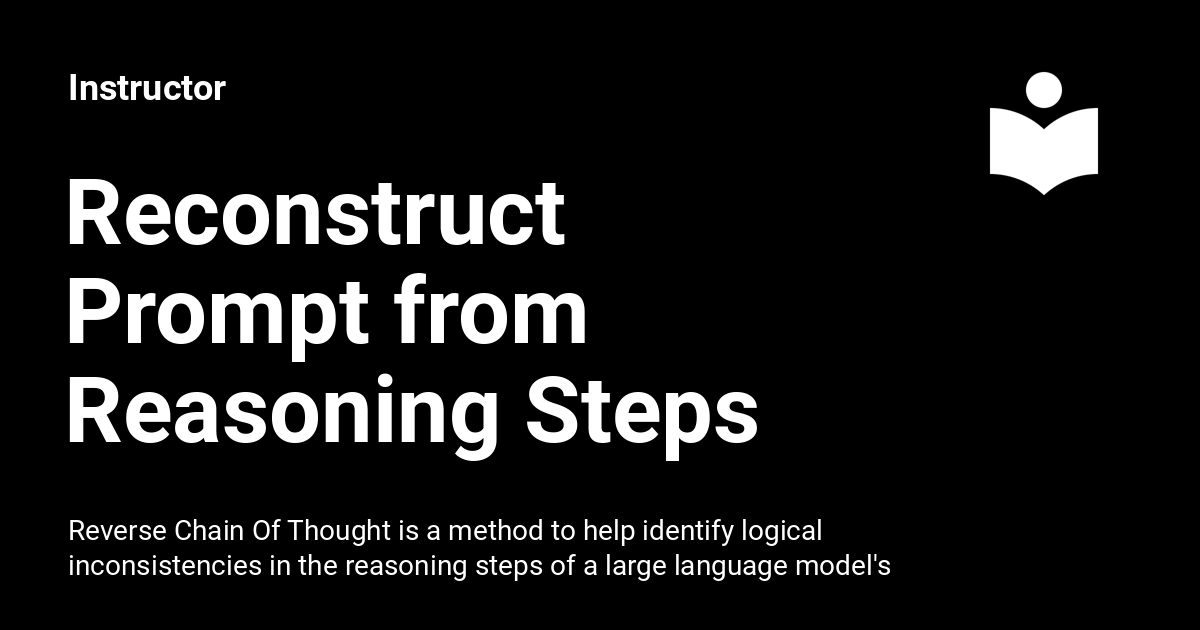 Instructor
Reconstruct
Prompt from
Reasoning Steps
Reverse Chain Of Thought is a method to help identify logical
inconsistencies in the reasoning steps of a large language model's